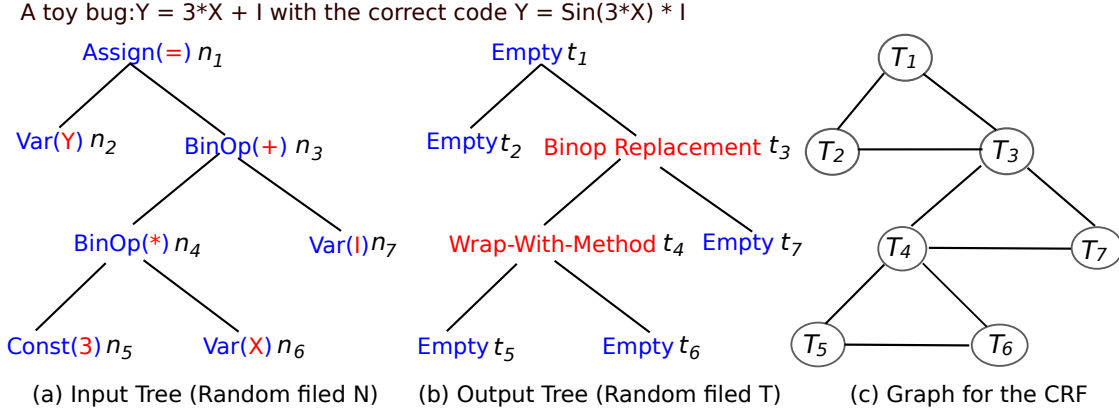 A toy bug:Y = 3*X + I with the correct code Y = Sin(3*X) * I
Assign(=) n1
Var(Y) n2
BinOp(+) n3
BinOp(*) n4
Var(I) n7
Const(3) n5
Var(X) n6
(a) Input Tree (Random filed N)
Empty t1
Empty t2
Binop Replacement t3
Wrap-With-Method t4
Empty t7
Empty t5
Empty t6
(b) Output Tree (Random filed T)
T1
T2
T3
T4
T7
T5
T6
(c) Graph for the CRF